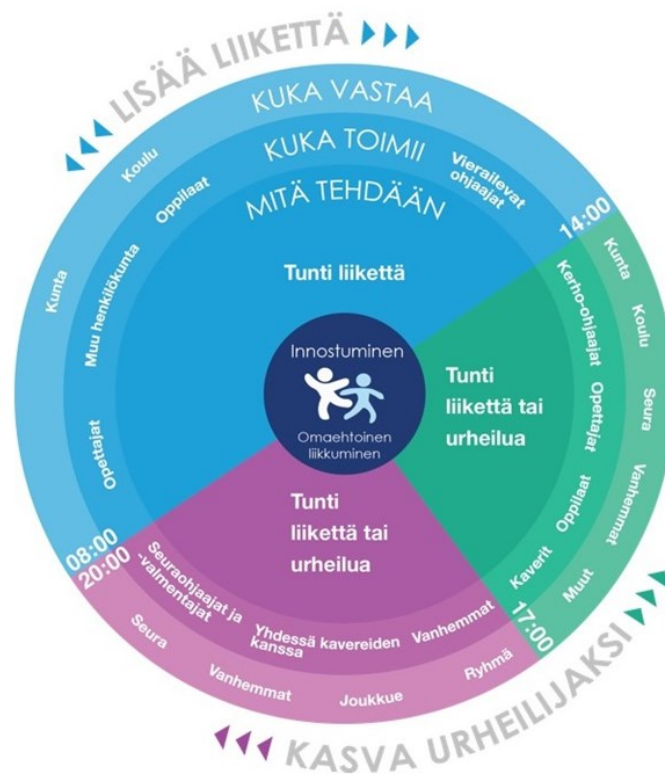 LISÄÄ LIIKETTÄ
KUKA VASTAA
KUKA TOIMII
MITÄ TEHDÄÄN
Koulu
Kunta
Oppilaat
Muu henkilökunta
Opettajat
Vierailevat
ohjaajat
Tunti liikettä
08:00
14:00
Kunta
Koulu
Seura
Vanhemmat
Muut
Kerho-ohjaajat
Opettajat
Oppilaat
Kaverit
Tunti
liikettä tai
urheilua
17:00
Innostuminen
Omaehtoinen
liikkuminen
Tunti
liikettä tai
urheilua
20:00
Seuraohjaajat ja
-valmentajat
Yhdessä kavereiden
kanssa
Vanhemmat
Seura
Vanhemmat
Joukkue
Ryhmä
KASVA URHEILIJAKSI